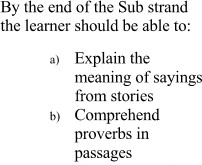 By the end of the Sub strand
the learner should be able to:
a) Explain the
meaning of sayings
from stories
b) Comprehend
proverbs in
passages